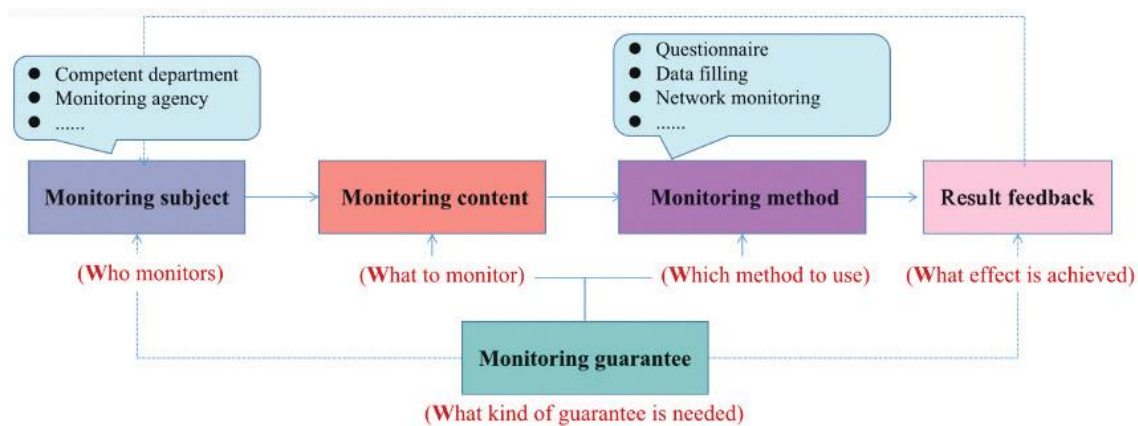 ● Competent department
● Monitoring agency
● ......
● Questionnaire
● Data filling
● Network monitoring
● ......
Monitoring subject
Monitoring content
Monitoring method
Result feedback
(Who monitors)
(What to monitor)
(Which method to use)
(What effect is achieved)
Monitoring guarantee
(What kind of guarantee is needed)